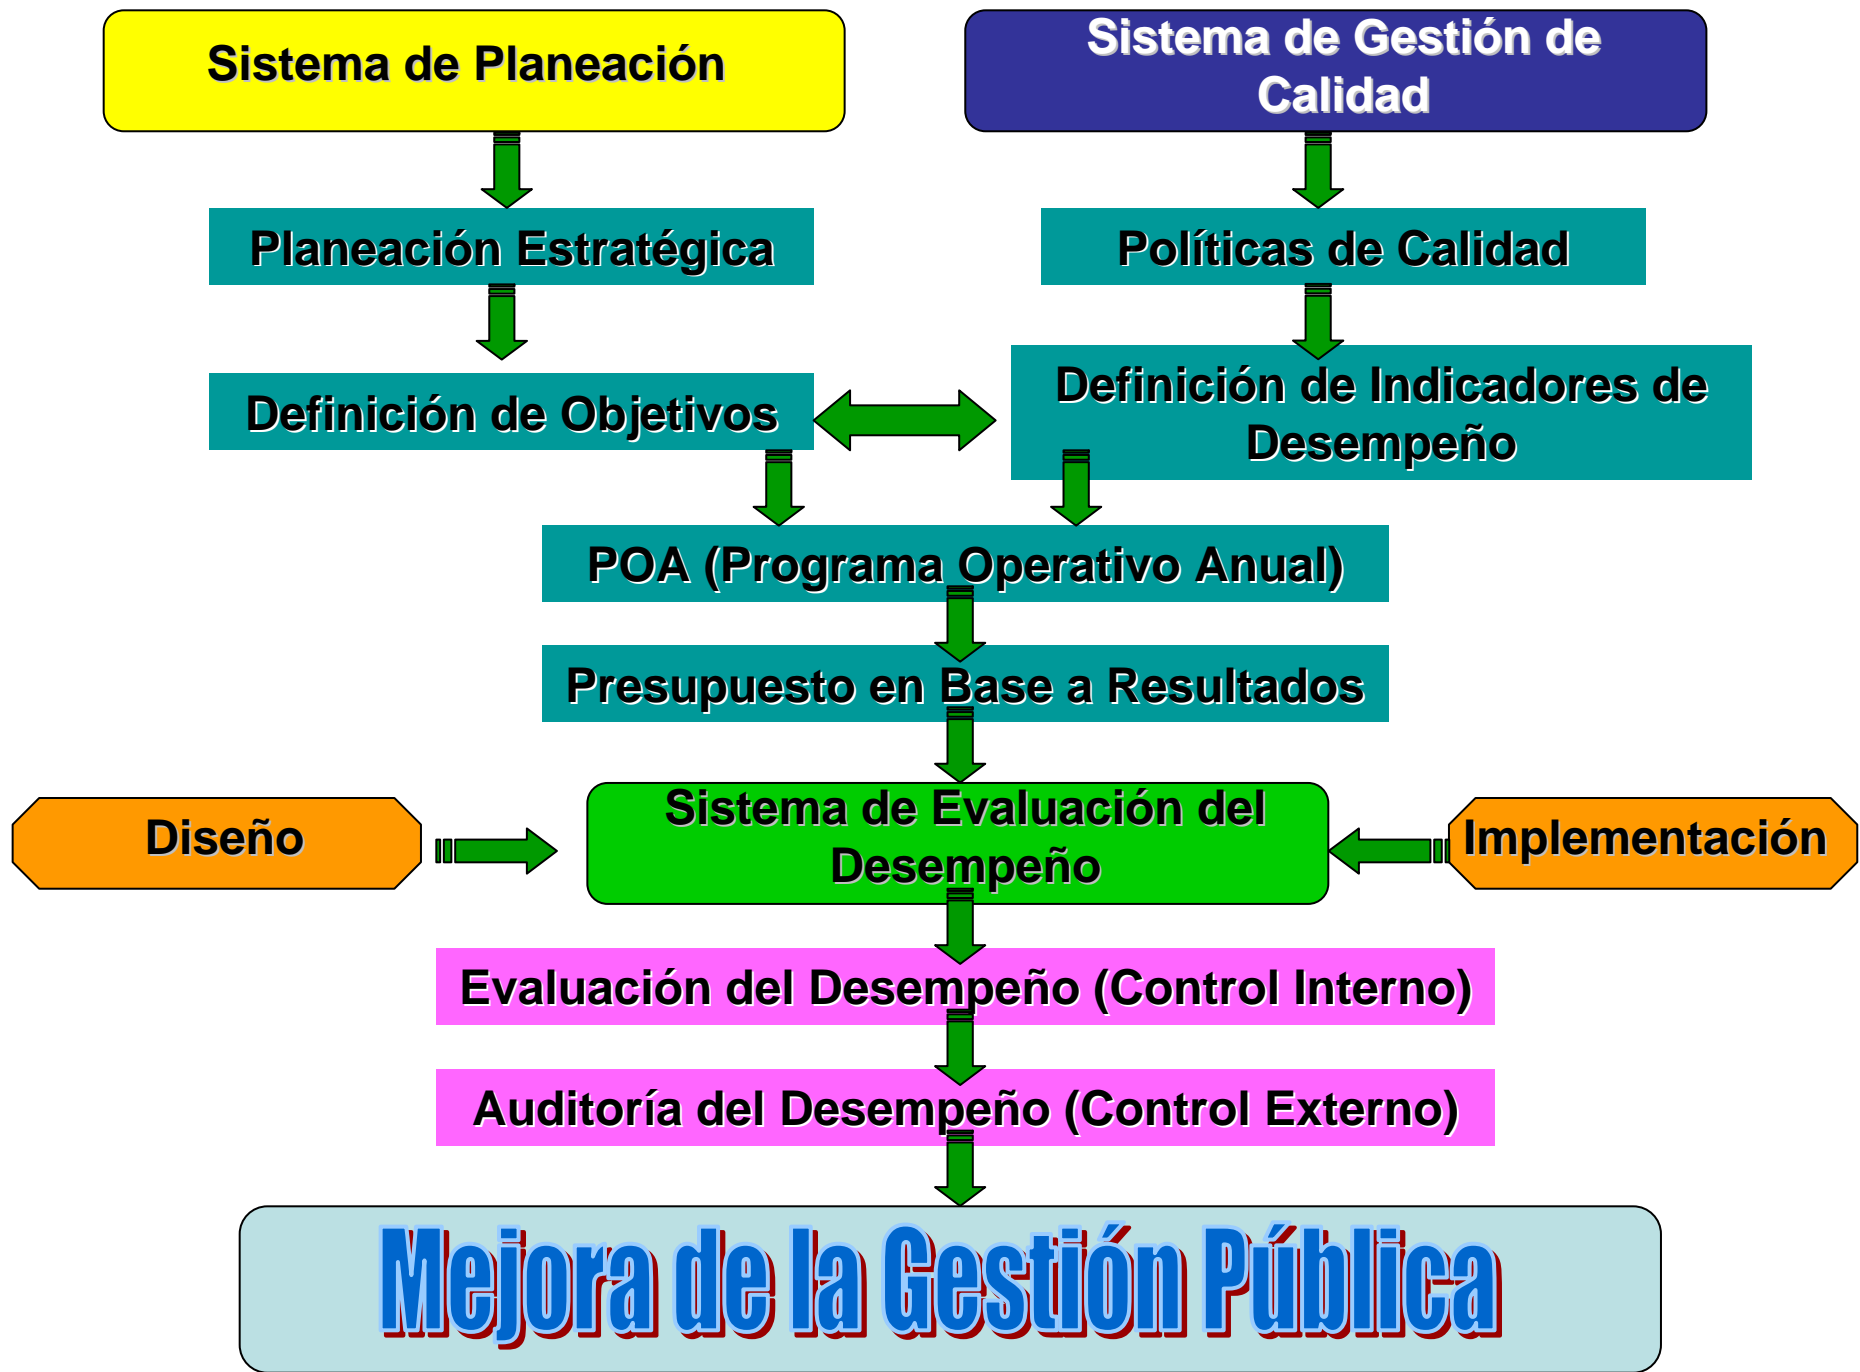 Sistema de Planeación
Sistema de Gestión de
Calidad
Planeación Estratégica
Políticas de Calidad
Definición de Objetivos
Definición de Indicadores de
Desempeño
POA (Programa Operativo Anual)
Presupuesto en Base a Resultados
Diseño
Sistema de Evaluación del
Desempeño
Implementación
Evaluación del Desempeño (Control Interno)
Auditoría del Desempeño (Control Externo)
Mejora de la Gestión Pública